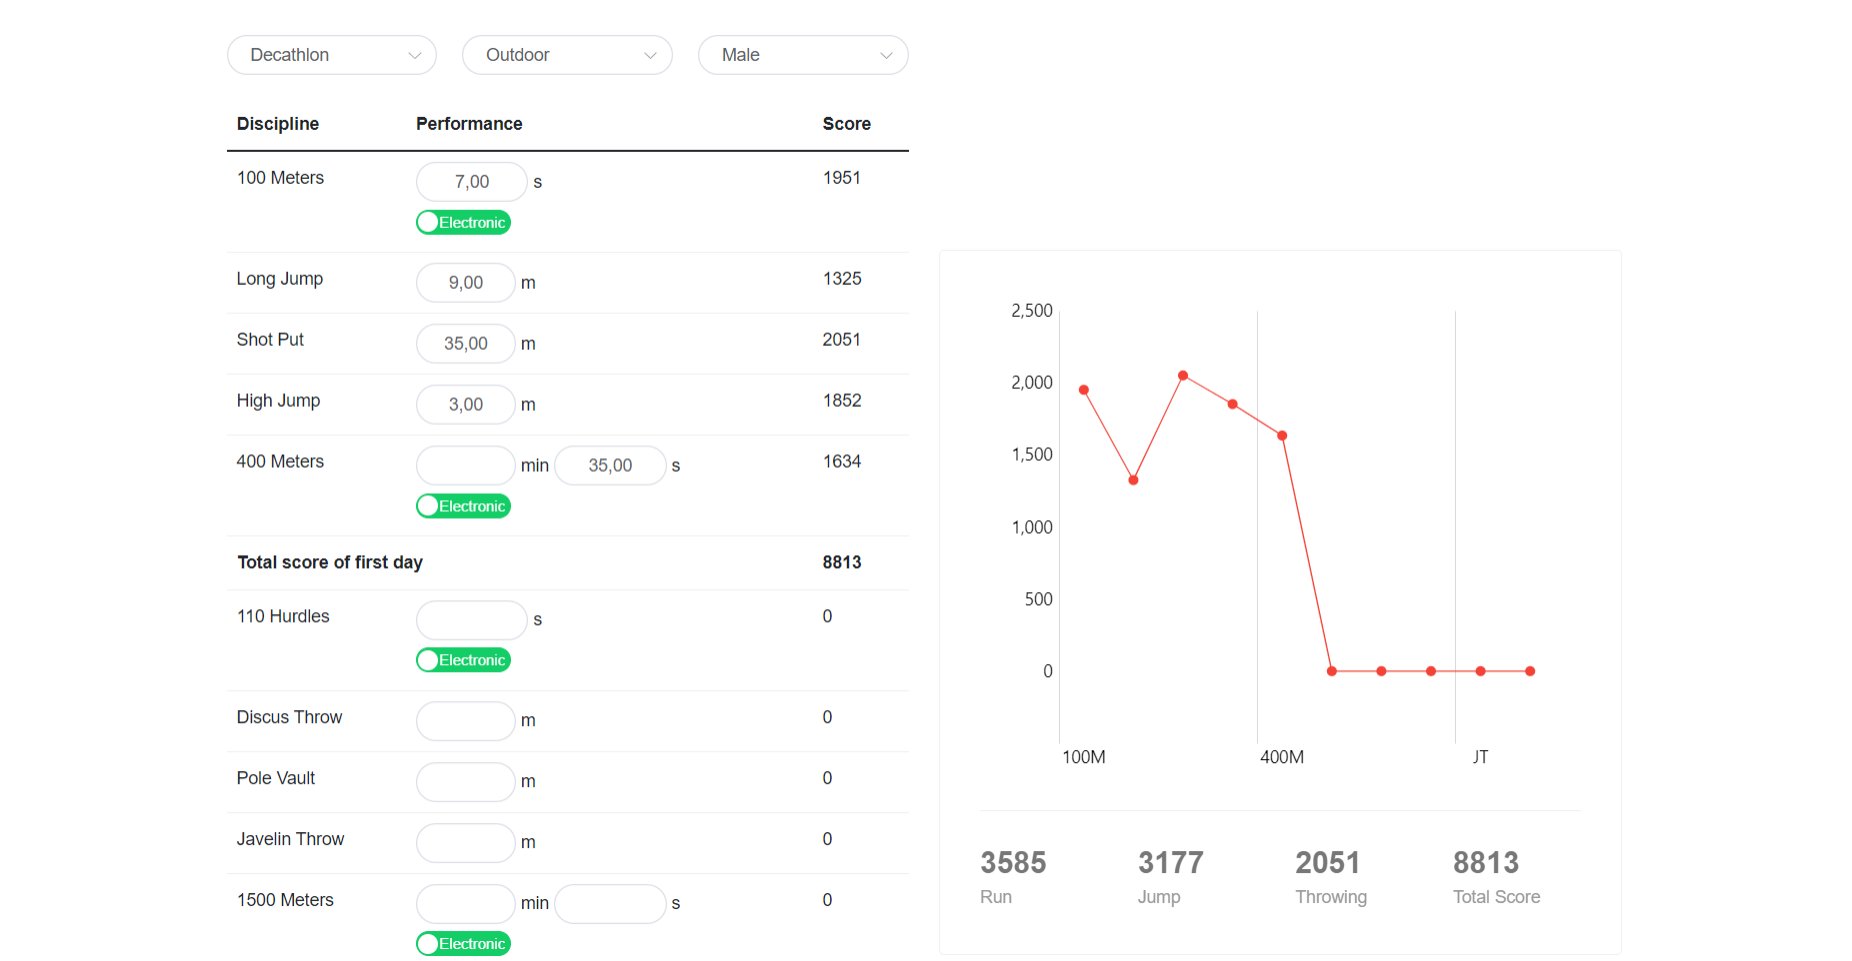 Decathlon Outdoor Male
Discipline Performance Score
100 Meters 7,00 s 1951
Electronic
Long Jump 9,00 m 1325
Shot Put 35,00 m 2051
High Jump 3,00 m 1852
400 Meters min 35,00 s 1634
Electronic
Total score of first day 8813
110 Hurdles s 0
Electronic
Discus Throw m 0
Pole Vault m 0
Javelin Throw m 0
1500 Meters min s 0
Electronic
2,500
2,000
1,500
1,000
500
0
100M 400M JT
3585 3177 2051 8813
Run Jump Throwing Total Score